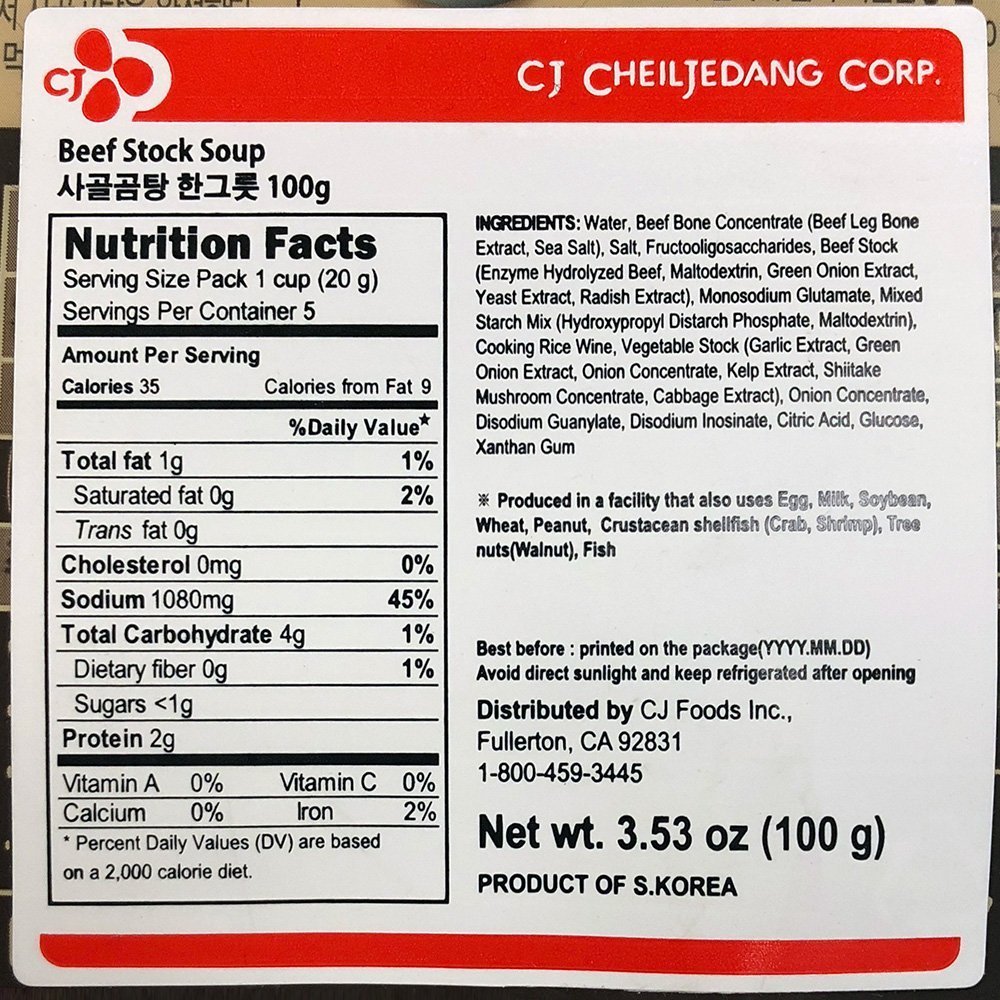 CJ
CJ CHEILJEDANG CORP.
Beef Stock Soup
사골곰탕 한그릇 100g
Nutrition Facts
Serving Size Pack 1 cup (20 g)
Servings Per Container 5
Amount Per Serving
Calories 35 Calories from Fat 9
%Daily Value*
Total fat 1g 1%
Saturated fat 0g 2%
Trans fat 0g
Cholesterol 0mg 0%
Sodium 1080mg 45%
Total Carbohydrate 4g 1%
Dietary fiber 0g 1%
Sugars <1g
Protein 2g
Vitamin A 0% Vitamin C 0%
Calcium 0% Iron 2%
* Percent Daily Values (DV) are based
on a 2,000 calorie diet.
INGREDIENTS: Water, Beef Bone Concentrate (Beef Leg Bone
Extract, Sea Salt), Salt, Fructooligosaccharides, Beef Stock
(Enzyme Hydrolyzed Beef, Maltodextrin, Green Onion Extract,
Yeast Extract, Radish Extract), Monosodium Glutamate, Mixed
Starch Mix (Hydroxypropyl Distarch Phosphate, Maltodextrin),
Cooking Rice Wine, Vegetable Stock (Garlic Extract, Green
Onion Extract, Onion Concentrate, Kelp Extract, Shiitake
Mushroom Concentrate, Cabbage Extract), Onion Concentrate,
Disodium Guanylate, Disodium Inosinate, Citric Acid, Glucose,
Xanthan Gum
※ Produced in a facility that also uses Egg, Milk, Soybean,
Wheat, Peanut, Crustacean shellfish (Crab, Shrimp), Tree
nuts(Walnut), Fish
Best before : printed on the package(YYYY.MM.DD)
Avoid direct sunlight and keep refrigerated after opening
Distributed by CJ Foods Inc.,
Fullerton, CA 92831
1-800-459-3445
Net wt. 3.53 oz (100 g)
PRODUCT OF S.KOREA